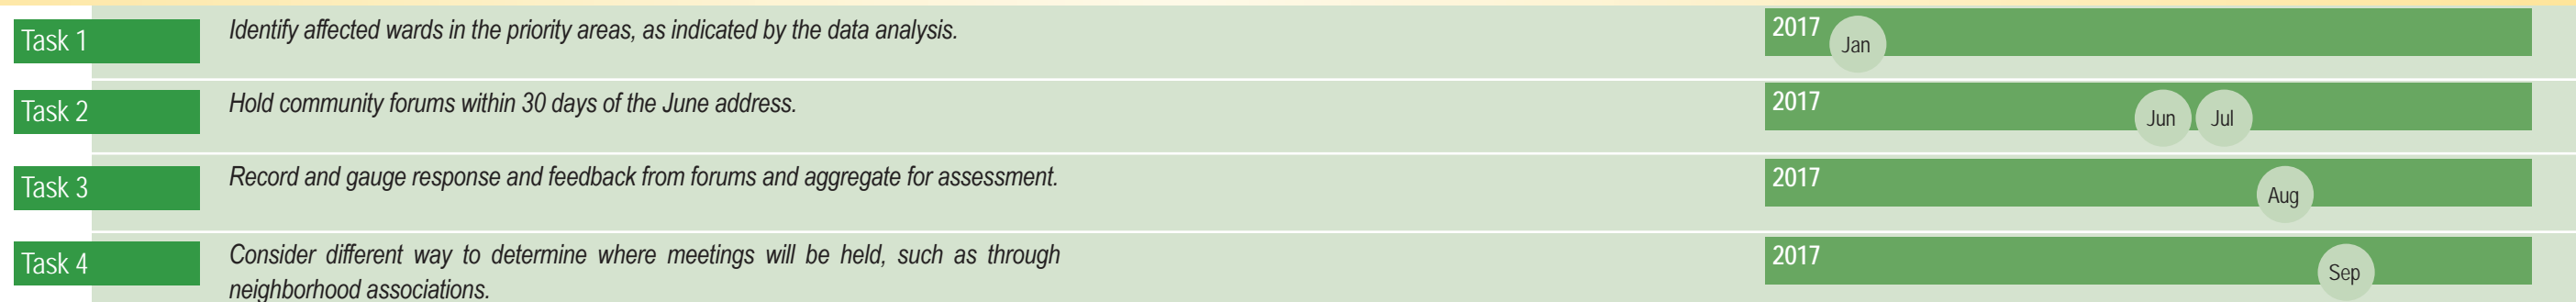 Task 1
Identify affected wards in the priority areas, as indicated by the data analysis.
2017
Jan
Task 2
Hold community forums within 30 days of the June address.
2017
Jun
Jul
Task 3
Record and gauge response and feedback from forums and aggregate for assessment.
2017
Aug
Task 4
Consider different way to determine where meetings will be held, such as through
neighborhood associations.
2017
Sep